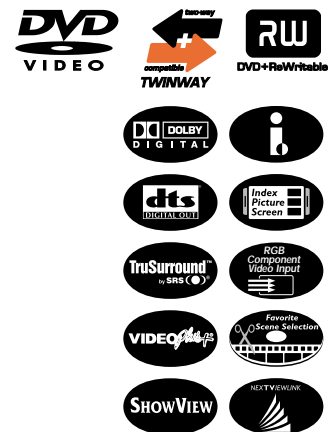 DVD
VIDEO
two-way
+
compatible
TWINWAY
RW
DVD+ReWritable
DOLBY
DIGITAL
i.
dts
DIGITAL OUT
Index
Picture
Screen
TruSurround™
by SRS (●)®
RGB
Component
Video Input
VIDEO plus+
Favorite
Scene Selection
SHOWVIEW
NEXTVIEWLINK